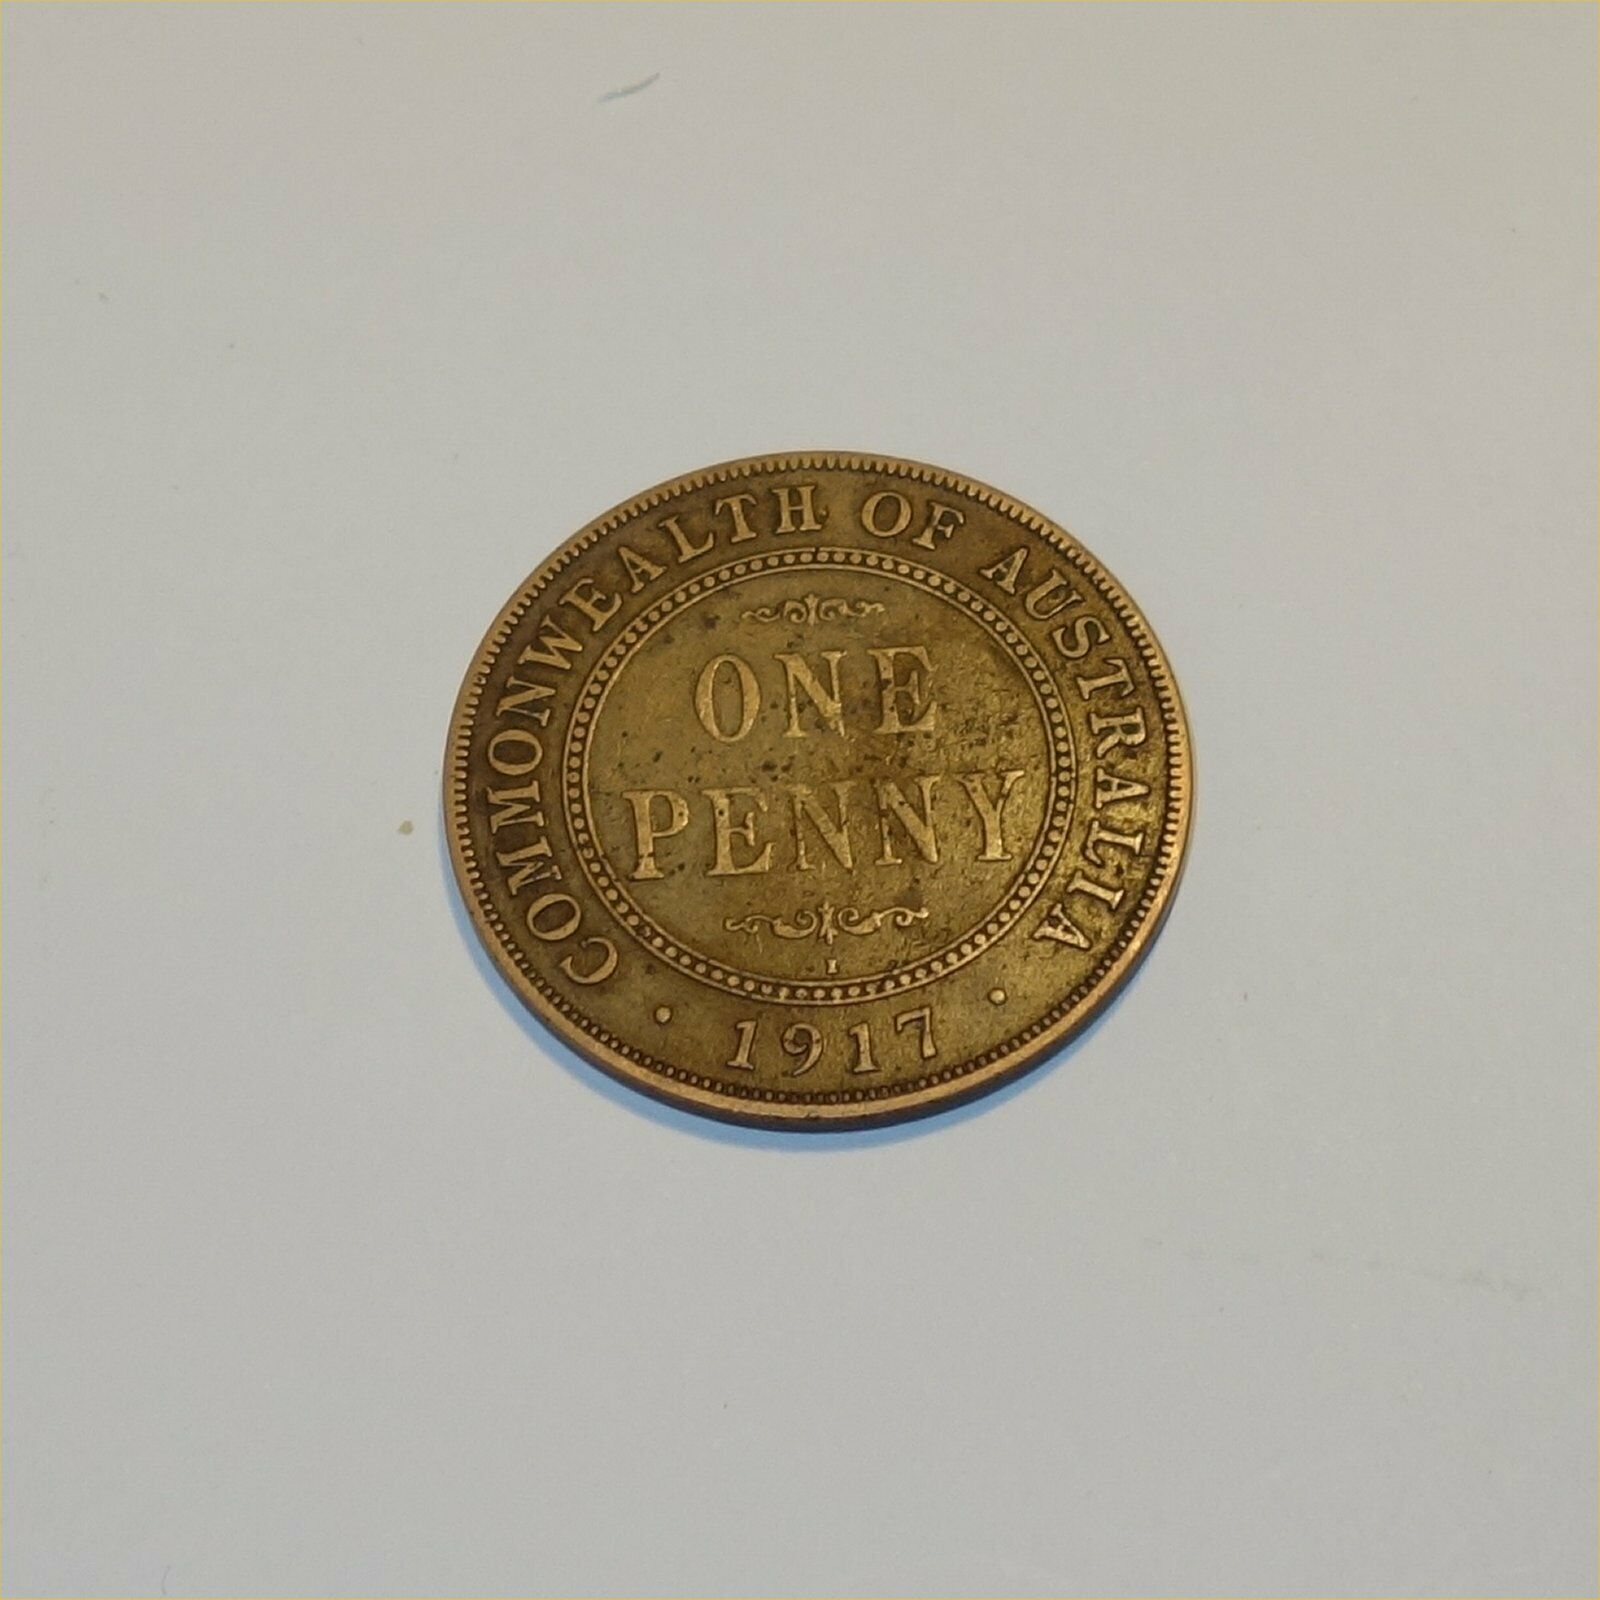 COMMONWEALTH OF AUSTRALIA
ONE
PENNY
I
· 1917 ·